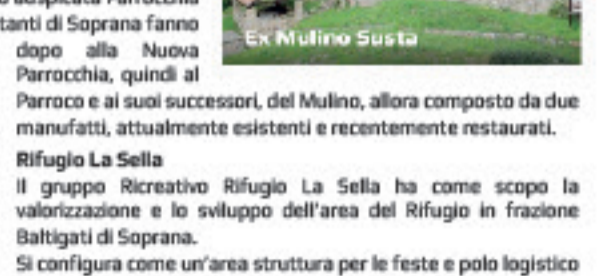 Parrocchia
tanti di Soprana fanno
dopo alla Nuova
Parrocchia, quindi al
Ex Mulino Susta
Parroco e ai suoi successori, del Mulino, allora composto da due
manufatti, attualmente esistenti e recentemente restaurati.
Rifugio La Sella
Il gruppo Ricreativo Rifugio La Sella ha come scopo la
valorizzazione e lo sviluppo dell'area del Rifugio in frazione
Baltigati di Soprana.
Si configura come un'area struttura per le feste e polo logistico